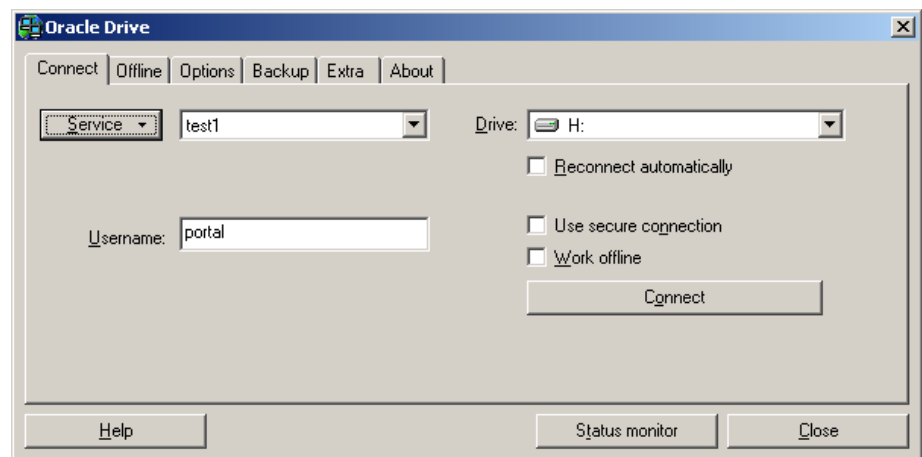 Oracle Drive
Connect Offline Options Backup Extra About
Service test1 Drive: H:
Reconnect automatically
Username: portal Use secure connection
Work offline
Connect
Help Status monitor Close